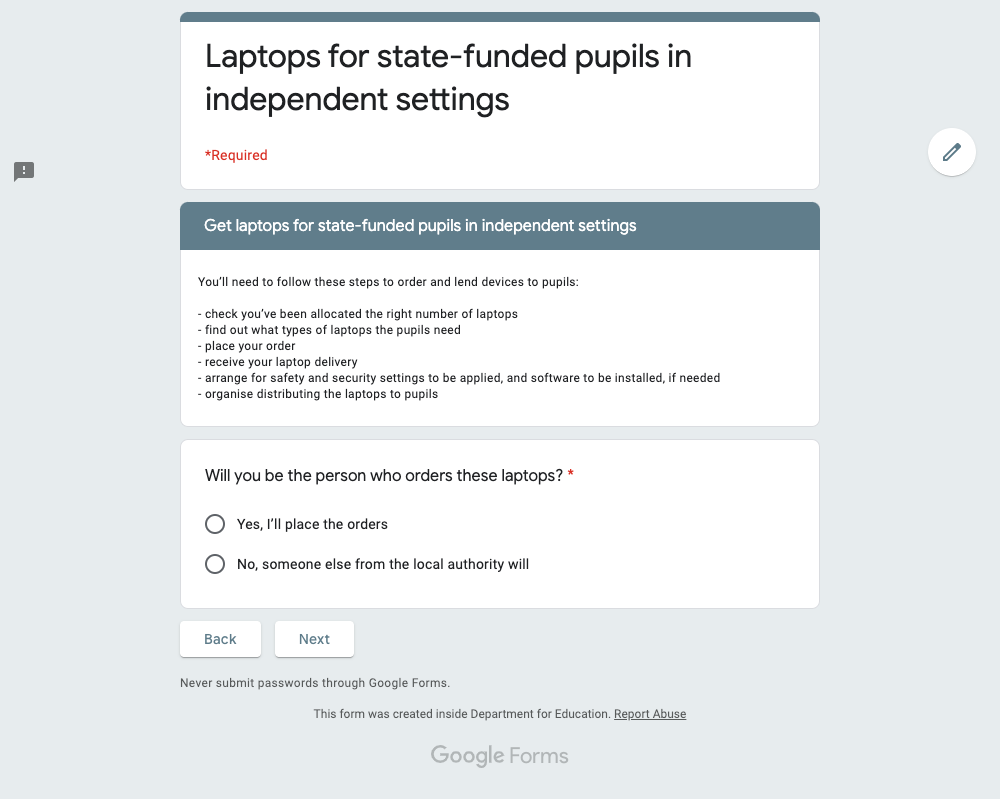 Laptops for state-funded pupils in
independent settings
*Required
Get laptops for state-funded pupils in independent settings
You’ll need to follow these steps to order and lend devices to pupils:
- check you’ve been allocated the right number of laptops
- find out what types of laptops the pupils need
- place your order
- receive your laptop delivery
- arrange for safety and security settings to be applied, and software to be installed, if needed
- organise distributing the laptops to pupils
Will you be the person who orders these laptops? *
Yes, I’ll place the orders
No, someone else from the local authority will
Back Next
Never submit passwords through Google Forms.
This form was created inside Department for Education. Report Abuse
Google Forms